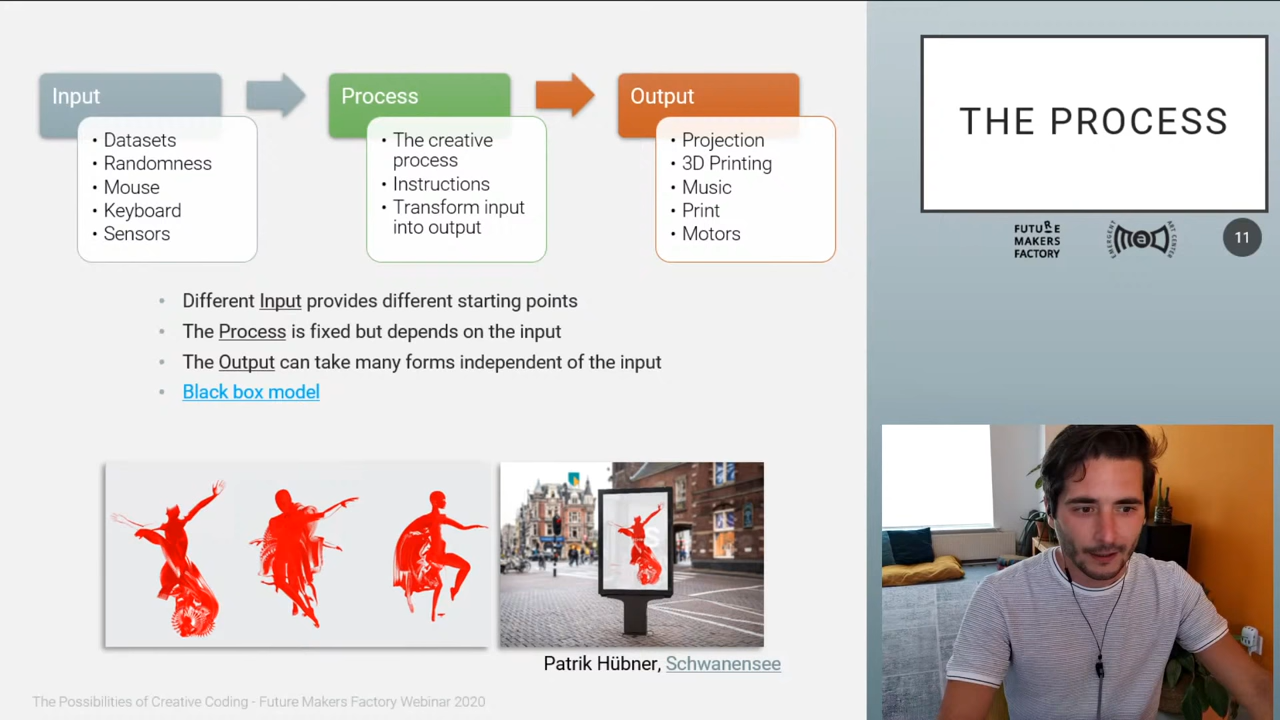 Input
• Datasets
• Randomness
• Mouse
• Keyboard
• Sensors
Process
• The creative
process
• Instructions
• Transform input
into output
Output
• Projection
• 3D Printing
• Music
• Print
• Motors
• Different Input provides different starting points
• The Process is fixed but depends on the input
• The Output can take many forms independent of the input
• Black box model
Patrik Hübner, Schwanensee
The Possibilities of Creative Coding - Future Makers Factory Webinar 2020
THE PROCESS
FUTURE
MAKERS
FACTORY
11